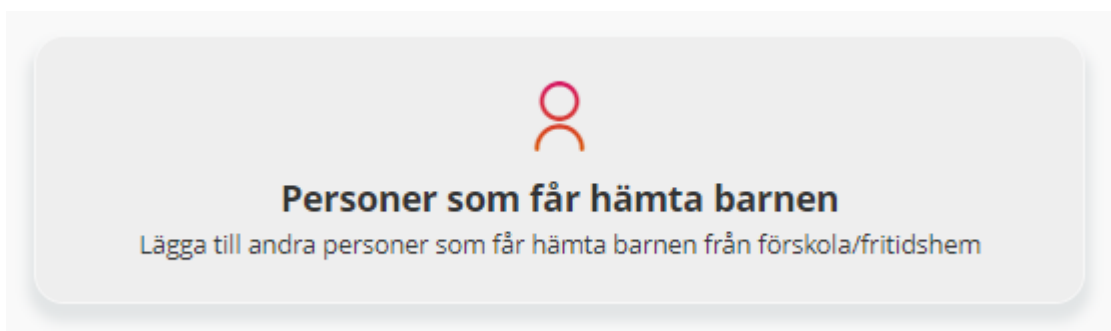 Personer som får hämta barnen
Lägga till andra personer som får hämta barnen från förskola/fritidshem